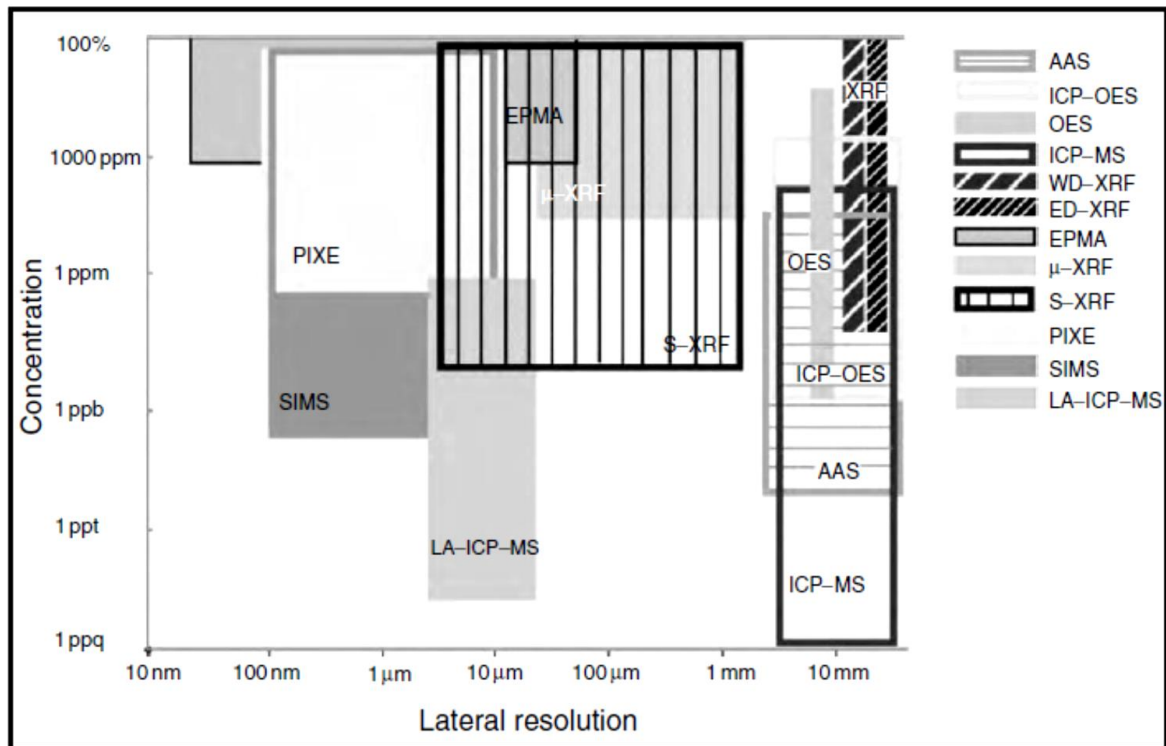 100%
1000 ppm
1 ppm
1 ppb
1 ppt
1 ppq
Concentration
10 nm
100 nm
1 μm
10 μm
100 μm
1 mm
10 mm
Lateral resolution
EPMA
μ–XRF
PIXE
SIMS
S–XRF
LA–ICP–MS
XRF
OES
ICP–OES
AAS
ICP–MS
AAS
ICP–OES
OES
ICP–MS
WD–XRF
ED–XRF
EPMA
μ–XRF
S–XRF
PIXE
SIMS
LA–ICP–MS